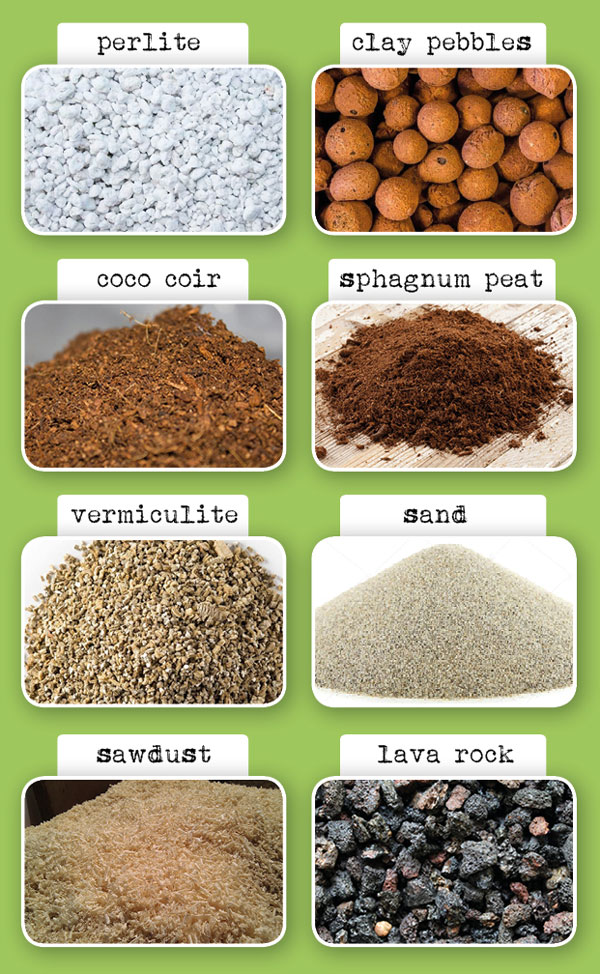 perlite
clay pebbles
coco coir
sphagnum peat
vermiculite
sand
sawdust
lava rock